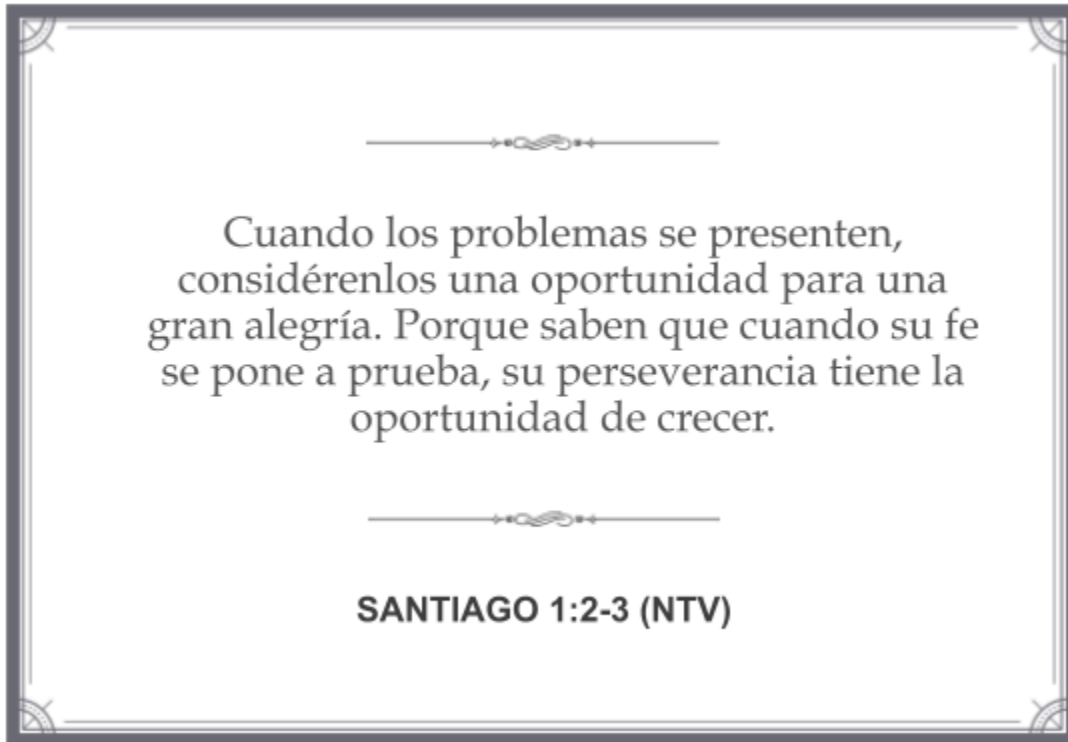 Cuando los problemas se presenten,
considérenlos una oportunidad para una
gran alegría. Porque saben que cuando su fe
se pone a prueba, su perseverancia tiene la
oportunidad de crecer.
SANTIAGO 1:2-3 (NTV)